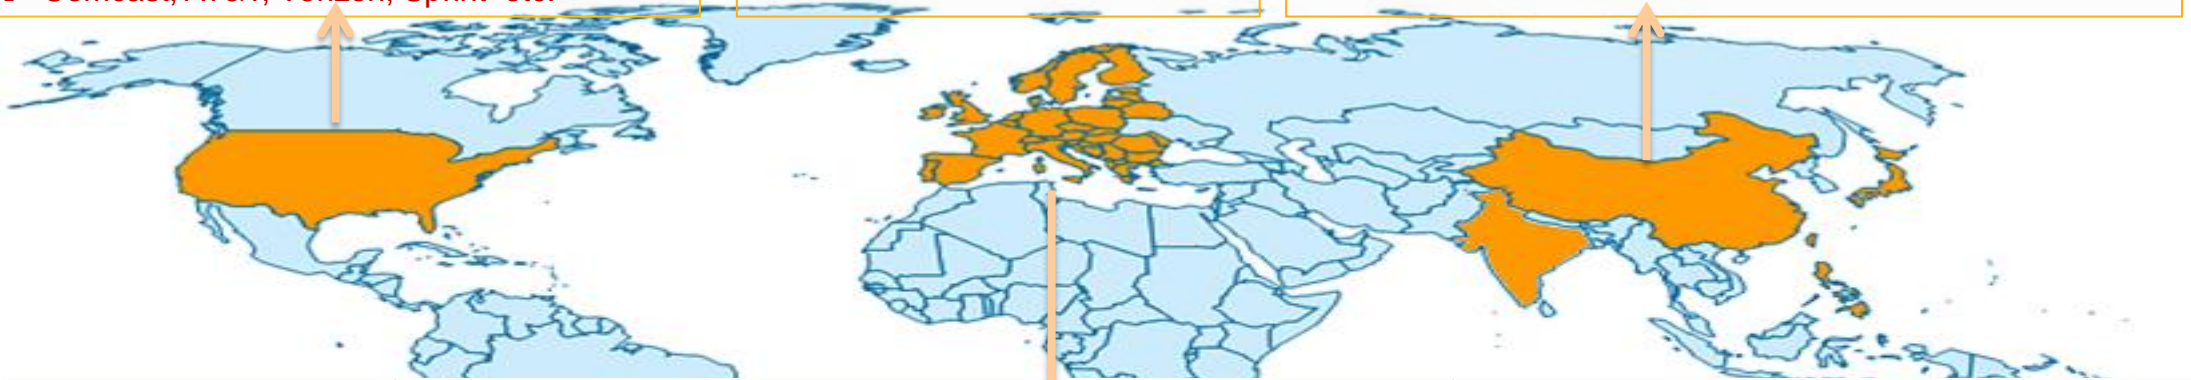 Comcast, AT&T, Verizon, Sprint etc.